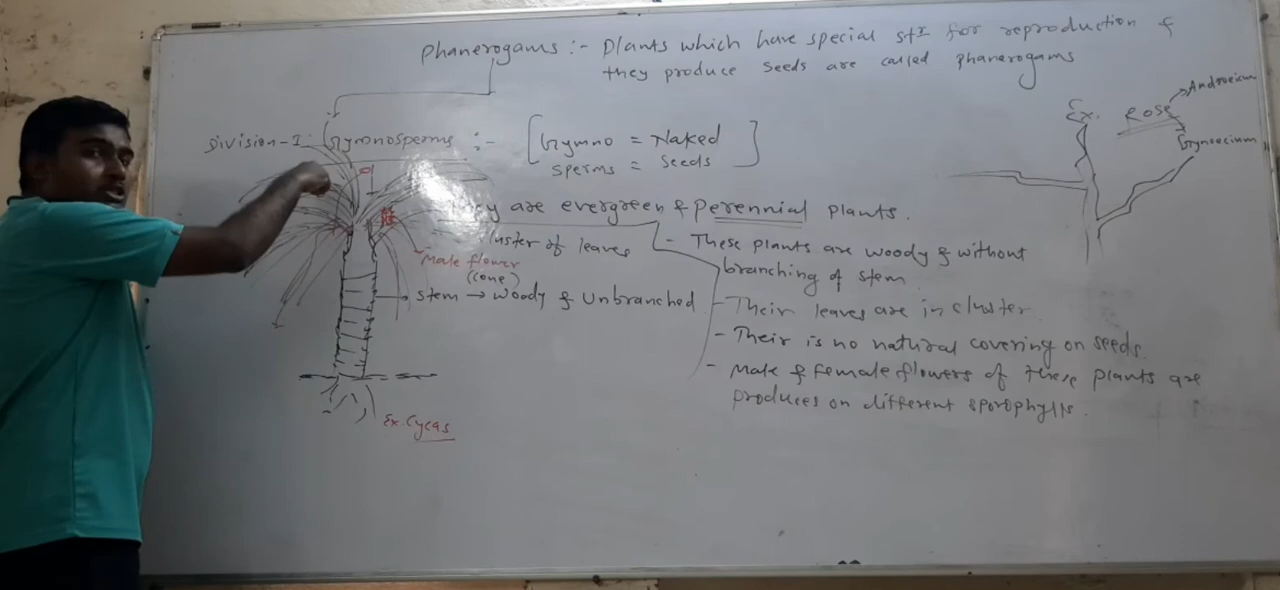 Phanerogams :- Plants which have special stʳ for reproduction &
they produce seeds are called phanerogams
Division-I: Gymnosperms :- [Gymno = Naked
sperms = seeds]
Ex. Rose
Androecium
Gynoecium
are evergreen & perennial plants.
luster of leaves
- These plants are woody & without
branching of stem
Male flower
(cone)
stem → woody & unbranched
- Their leaves are in cluster
- Their is no natural covering on seeds.
- Male & female flowers of these plants are
produces on different sporophylls.
Ex. Cycas